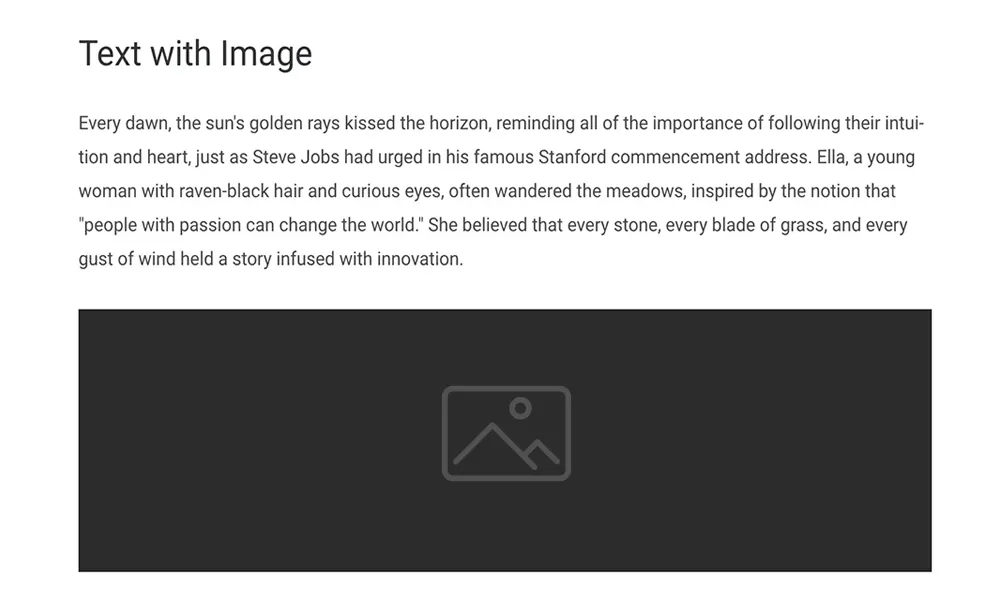 Text with Image
Every dawn, the sun's golden rays kissed the horizon, reminding all of the importance of following their intui-
tion and heart, just as Steve Jobs had urged in his famous Stanford commencement address. Ella, a young
woman with raven-black hair and curious eyes, often wandered the meadows, inspired by the notion that
"people with passion can change the world." She believed that every stone, every blade of grass, and every
gust of wind held a story infused with innovation.